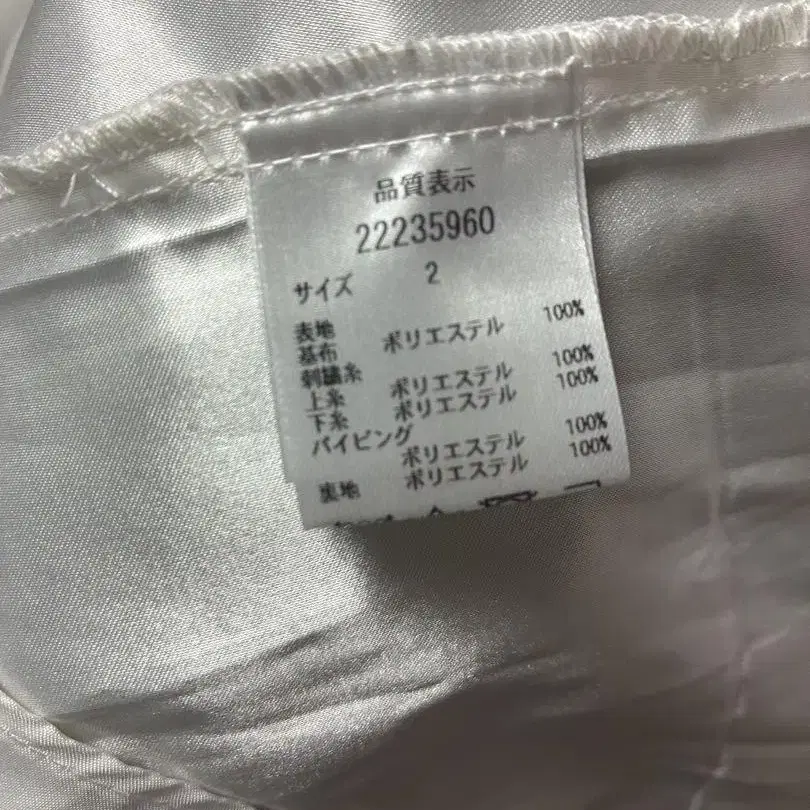 品質表示
22235960
サイズ 2
表地
基布 ポリエステル 100%
刺繍糸
上糸 ポリエステル 100%
下糸 ポリエステル 100%
パイピング
ポリエステル 100%
裏地 ポリエステル 100%